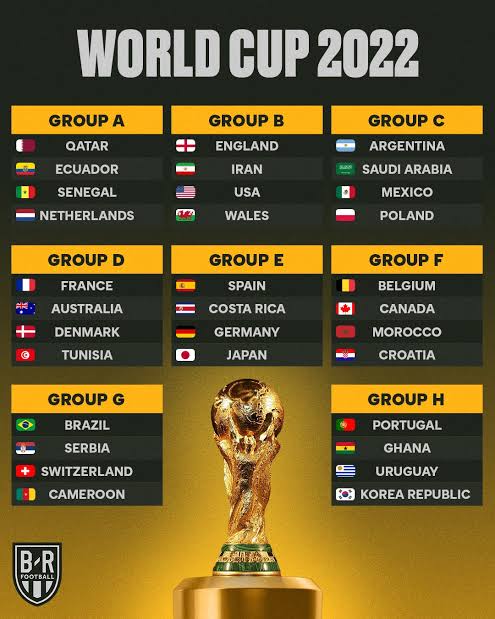 WORLD CUP 2022
GROUP A
QATAR
ECUADOR
SENEGAL
NETHERLANDS
GROUP B
ENGLAND
IRAN
USA
WALES
GROUP C
ARGENTINA
SAUDI ARABIA
MEXICO
POLAND
GROUP D
FRANCE
AUSTRALIA
DENMARK
TUNISIA
GROUP E
SPAIN
COSTA RICA
GERMANY
JAPAN
GROUP F
BELGIUM
CANADA
MOROCCO
CROATIA
GROUP G
BRAZIL
SERBIA
SWITZERLAND
CAMEROON
GROUP H
PORTUGAL
GHANA
URUGUAY
KOREA REPUBLIC
B R
FOOTBALL